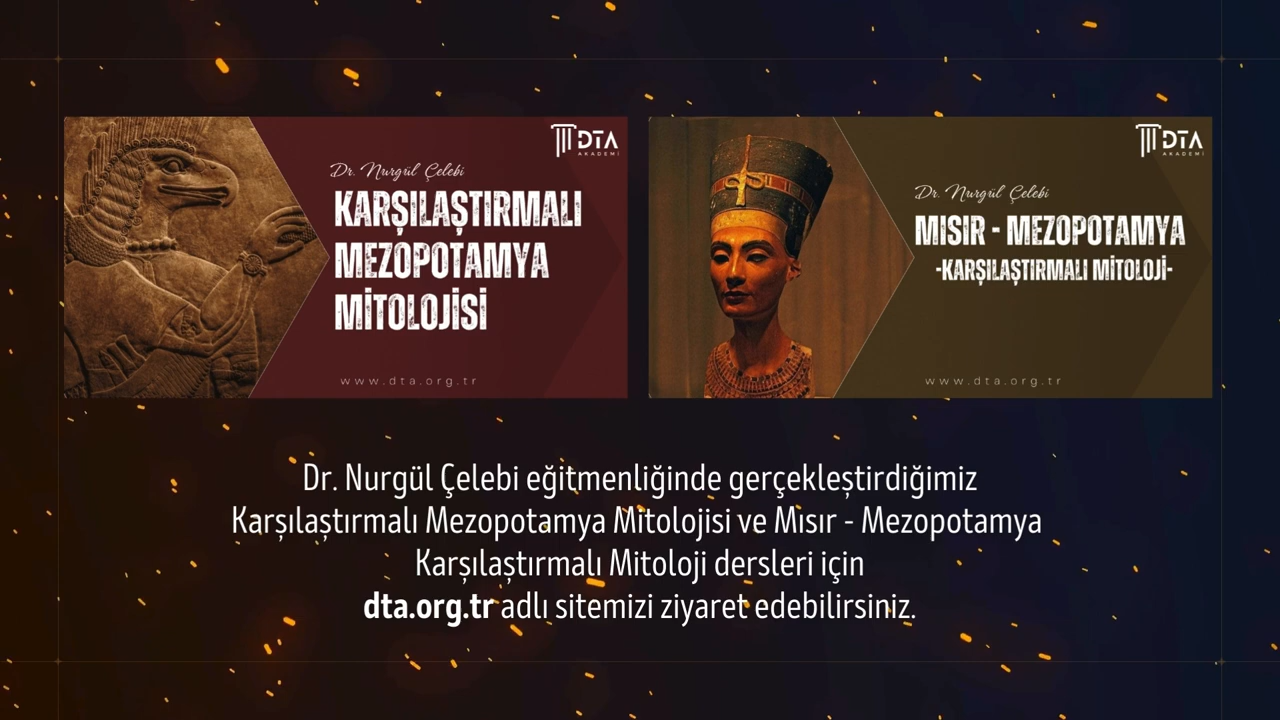 DTA
AKADEMİ
Dr. Nurgül Çelebi
KARŞILAŞTIRMALI
MEZOPOTAMYA
MİTOLOJİSİ
www.dta.org.tr
DTA
AKADEMİ
Dr. Nurgül Çelebi
MISIR - MEZOPOTAMYA
-KARŞILAŞTIRMALI MİTOLOJİ-
www.dta.org.tr
Dr. Nurgül Çelebi eğitmenliğinde gerçekleştirdiğimiz
Karşılaştırmalı Mezopotamya Mitolojisi ve Mısır - Mezopotamya
Karşılaştırmalı Mitoloji dersleri için
dta.org.tr adlı sitemizi ziyaret edebilirsiniz.